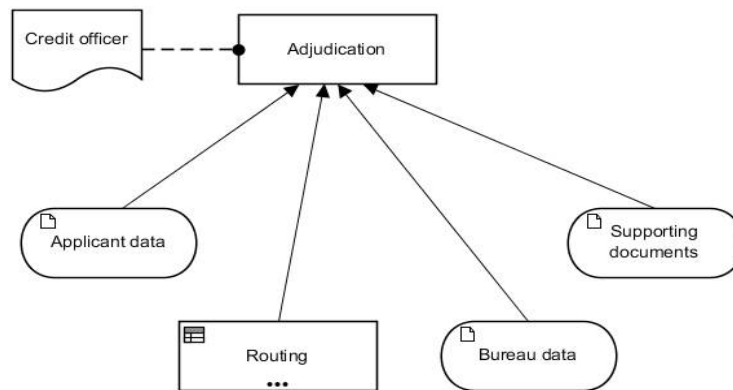 Credit officer
Adjudication
Applicant data
Supporting
documents
Routing
Bureau data